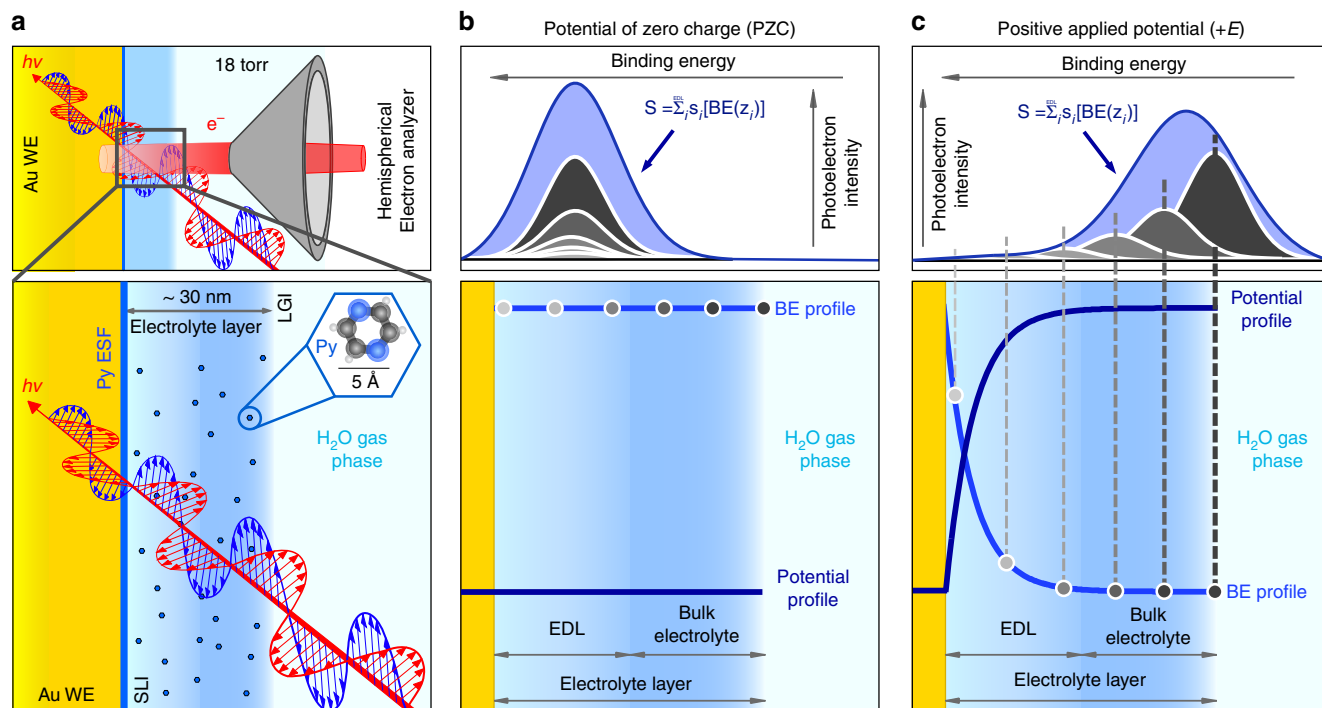 a
hν
18 torr
e⁻
Au WE
Hemispherical
Electron analyzer
~ 30 nm
Electrolyte layer
LGI
Py ESF
Py
5 Å
hν
H₂O gas
phase
Au WE
SLI
b
Potential of zero charge (PZC)
Binding energy
S = Σᵢ^EDL sᵢ[BE(zᵢ)]
Photoelectron
intensity
BE profile
H₂O gas
phase
Potential
profile
EDL
Bulk
electrolyte
Electrolyte layer
c
Positive applied potential (+E)
Binding energy
S = Σᵢ^EDL sᵢ[BE(zᵢ)]
Photoelectron
intensity
Potential
profile
H₂O gas
phase
BE profile
EDL
Bulk
electrolyte
Electrolyte layer